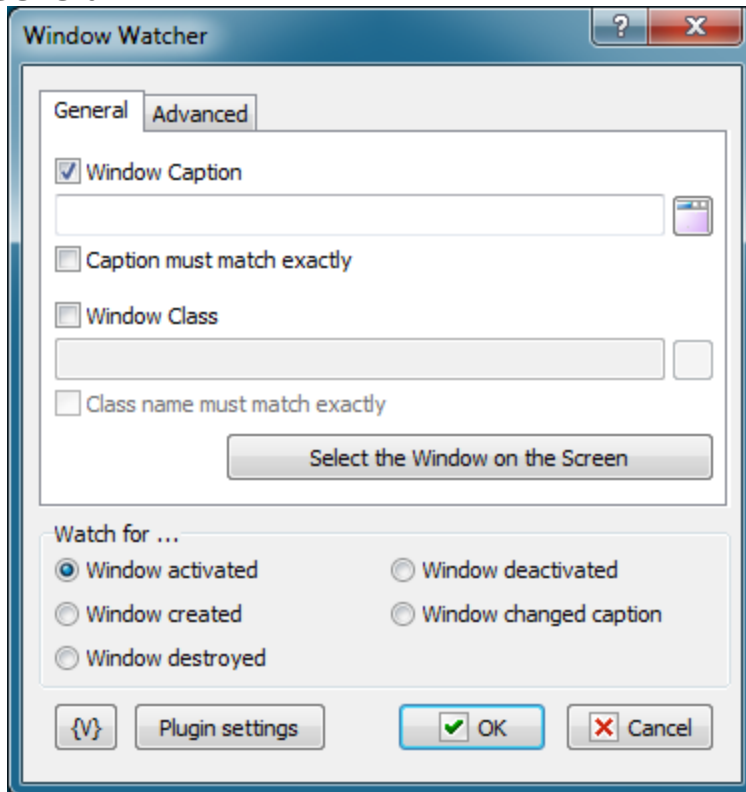 Window Watcher
?
General Advanced
Window Caption
Caption must match exactly
Window Class
Class name must match exactly
Select the Window on the Screen
Watch for ...
Window activated Window deactivated
Window created Window changed caption
Window destroyed
{V} Plugin settings OK Cancel